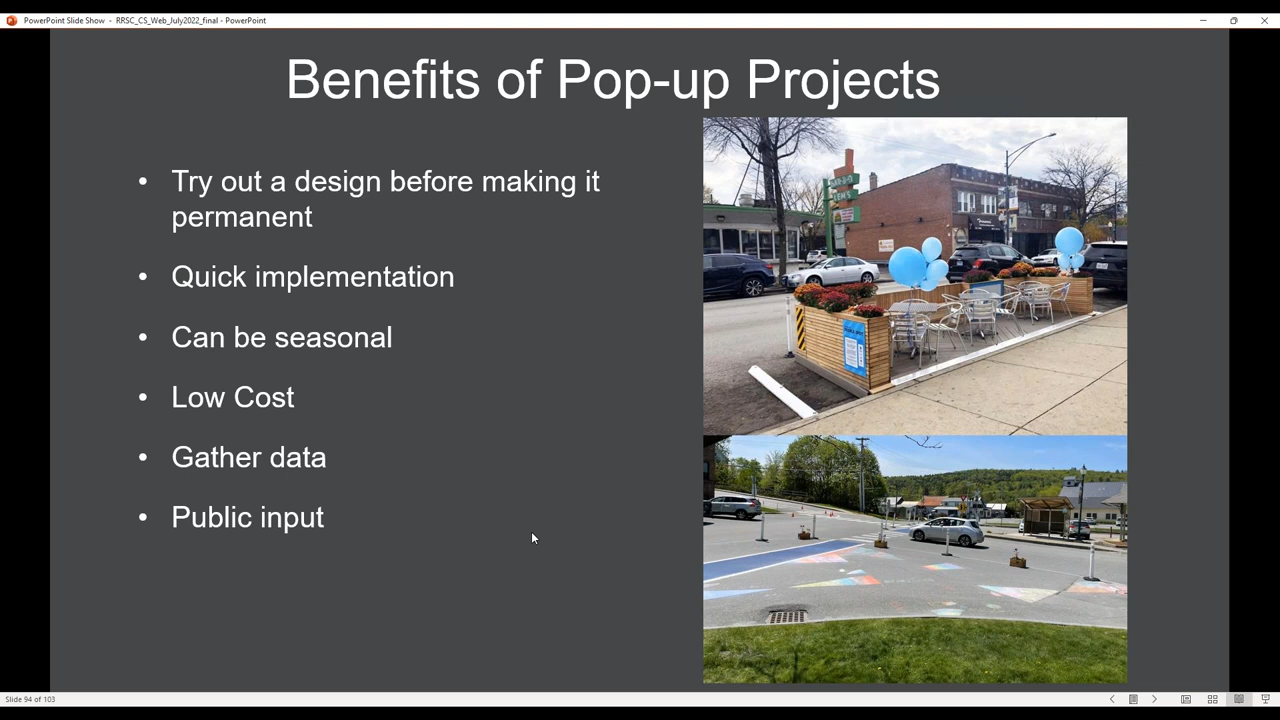 PowerPoint Slide Show - RRSC_CS_Web_July2022_final - PowerPoint
Benefits of Pop-up Projects
• Try out a design before making it
permanent
• Quick implementation
• Can be seasonal
• Low Cost
• Gather data
• Public input
Slide 94 of 103